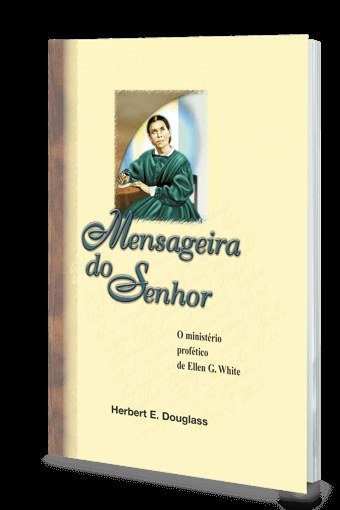 Mensageira
do Senhor
O ministério
profético
de Ellen G. White
Herbert E. Douglass